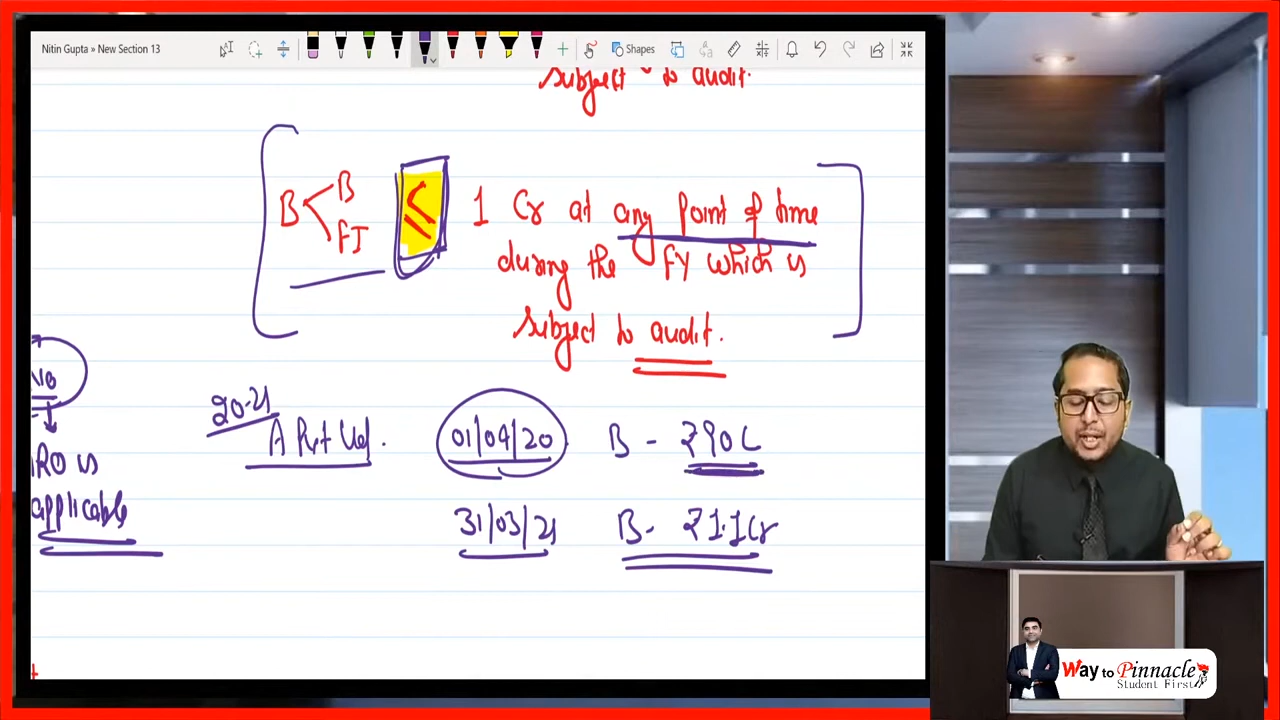 Nitin Gupta » New Section 13
Shapes
subject to audit.
B < B
FI
≤ 1 Cr at any point of time
during the FY which is
subject to audit.
No
20-21
A Pvt Ltd.
01/04/20 B - ₹90L
31/03/21 B - ₹1.1Cr
ARO is
applicable
Way to Pinnacle
Student First